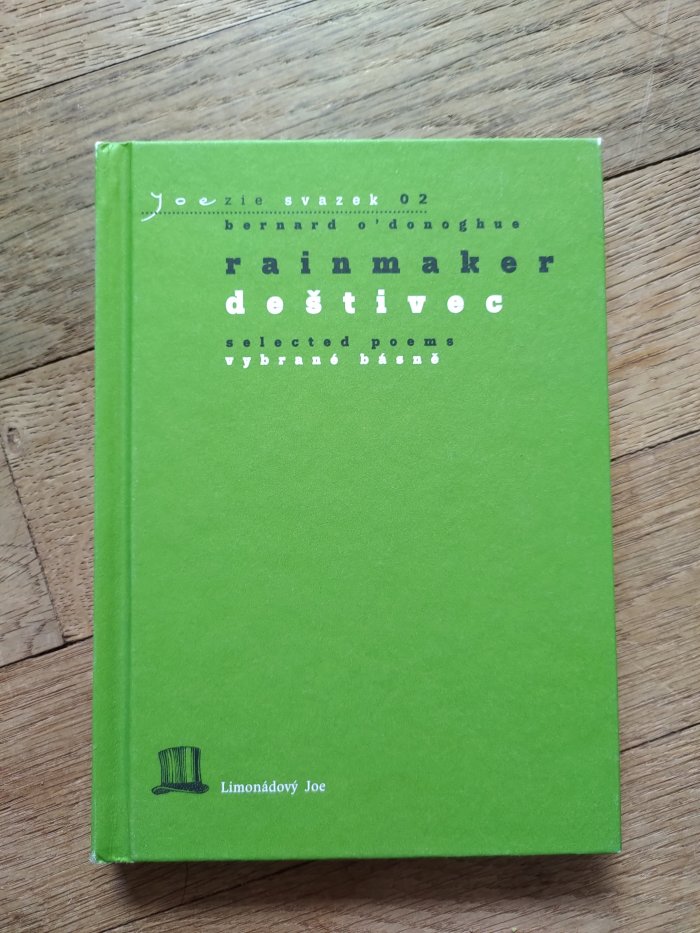 Joezie svazek 02
bernard o'donoghue
rainmaker
deštivec
selected poems
vybrané básně
Limonádový Joe